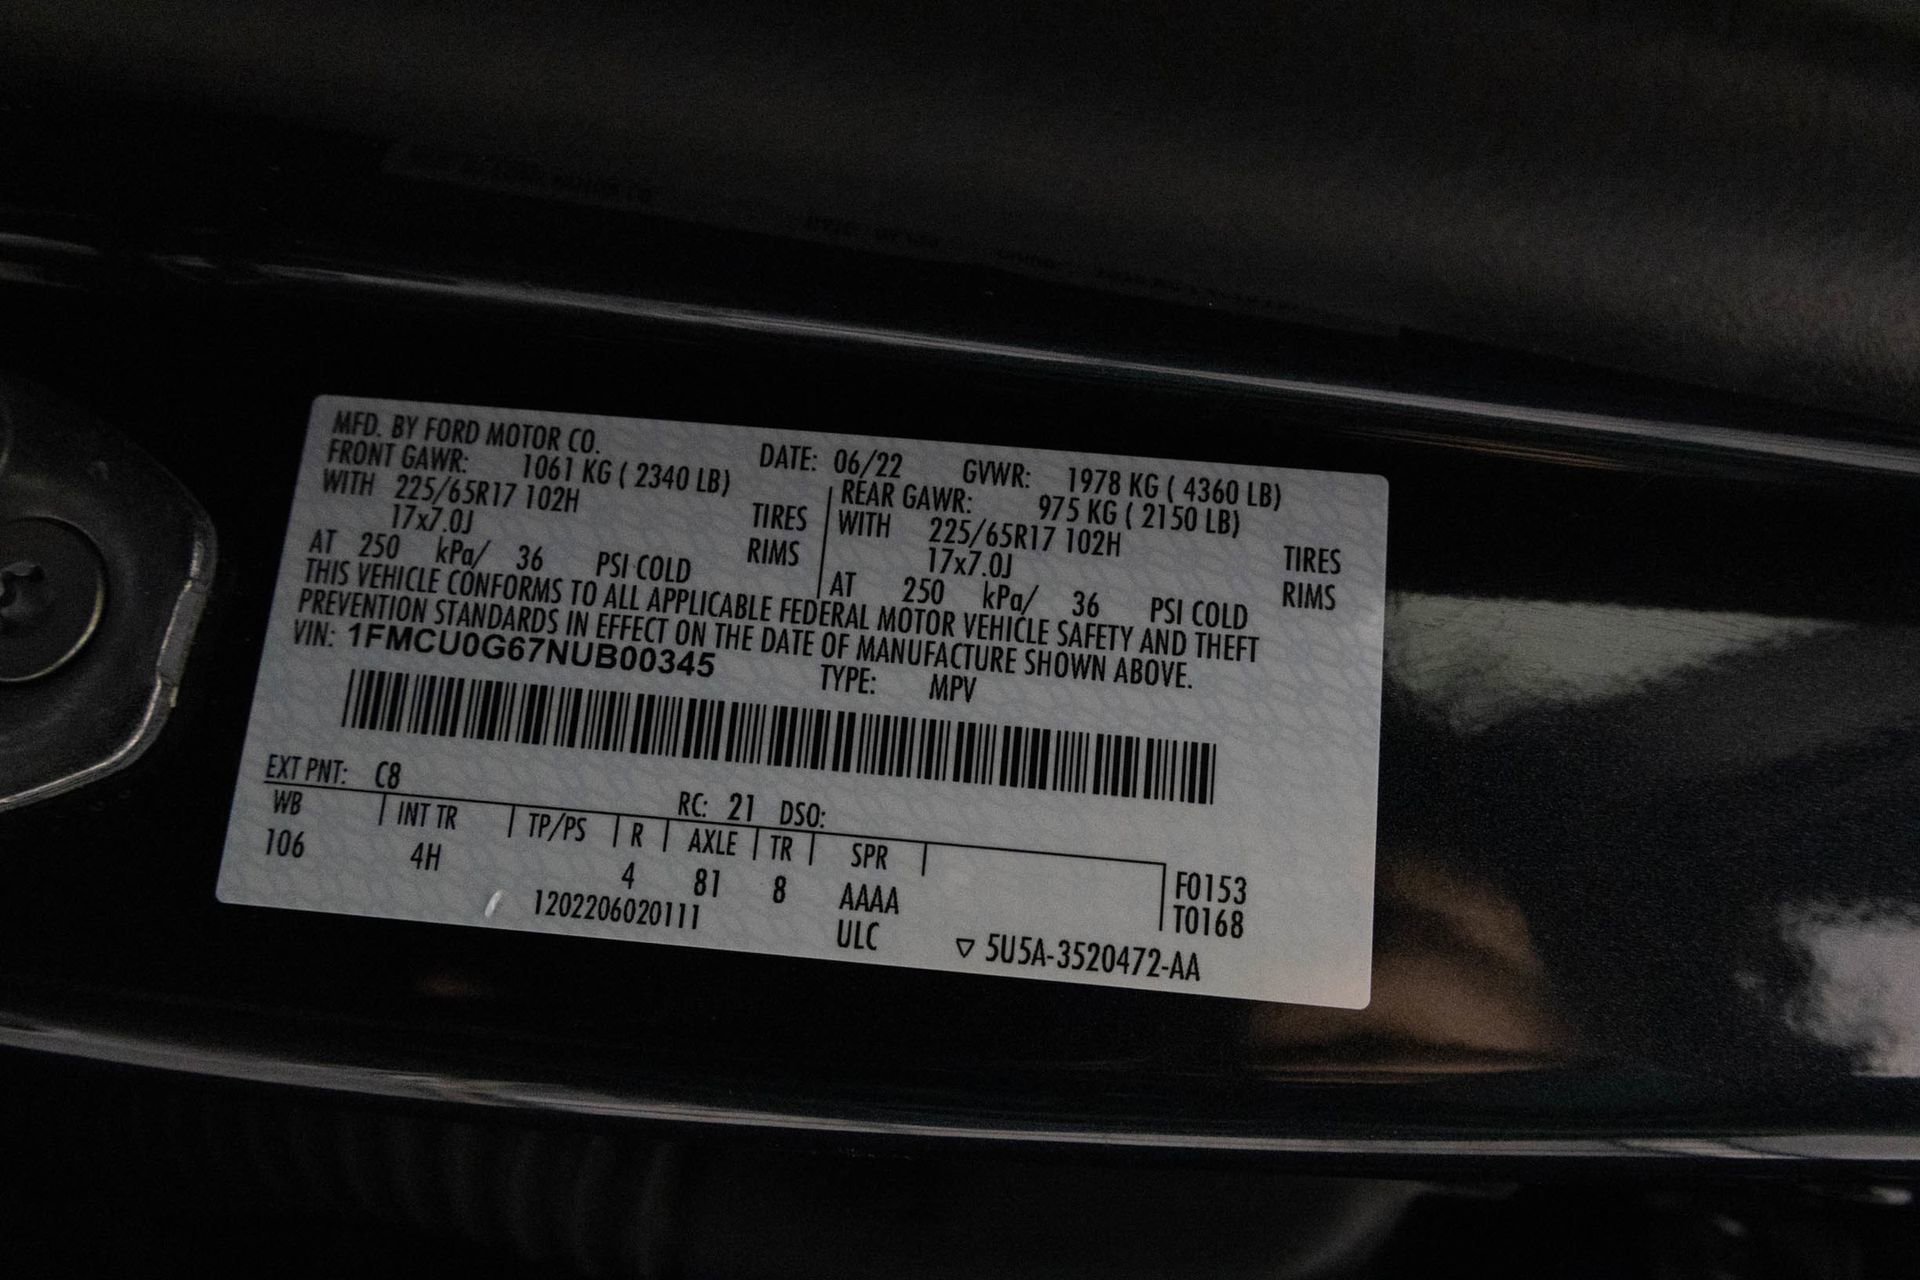 MFD. BY FORD MOTOR CO. DATE: 06/22 GVWR: 1978 KG ( 4360 LB)
FRONT GAWR: 1061 KG ( 2340 LB) REAR GAWR: 975 KG ( 2150 LB)
WITH 225/65R17 102H TIRES WITH 225/65R17 102H TIRES
17x7.0J RIMS 17x7.0J RIMS
AT 250 kPa/ 36 PSI COLD AT 250 kPa/ 36 PSI COLD
THIS VEHICLE CONFORMS TO ALL APPLICABLE FEDERAL MOTOR VEHICLE SAFETY AND THEFT
PREVENTION STANDARDS IN EFFECT ON THE DATE OF MANUFACTURE SHOWN ABOVE.
VIN: 1FMCU0G67NUB00345 TYPE: MPV
EXT PNT: C8 RC: 21 DSO:
WB INT TR TP/PS R AXLE TR SPR
106 4H 4 81 8 AAAA F0153
T0168
1202206020111 ULC ▽ 5U5A-3520472-AA